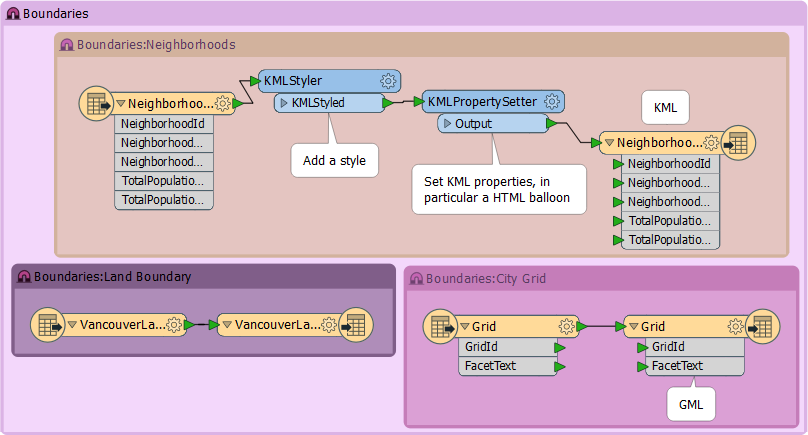 Boundaries
Boundaries:Neighborhoods
KMLStyler
KMLStyled
Neighborhoo...
NeighborhoodId
Neighborhood...
Neighborhood...
TotalPopulatio...
TotalPopulatio...
Add a style
KMLPropertySetter
Output
Set KML properties, in
particular a HTML balloon
KML
Neighborhoo...
NeighborhoodId
Neighborhood...
Neighborhood...
TotalPopulatio...
TotalPopulatio...
Boundaries:Land Boundary
VancouverLa...
VancouverLa...
Boundaries:City Grid
Grid
GridId
FacetText
Grid
GridId
FacetText
GML